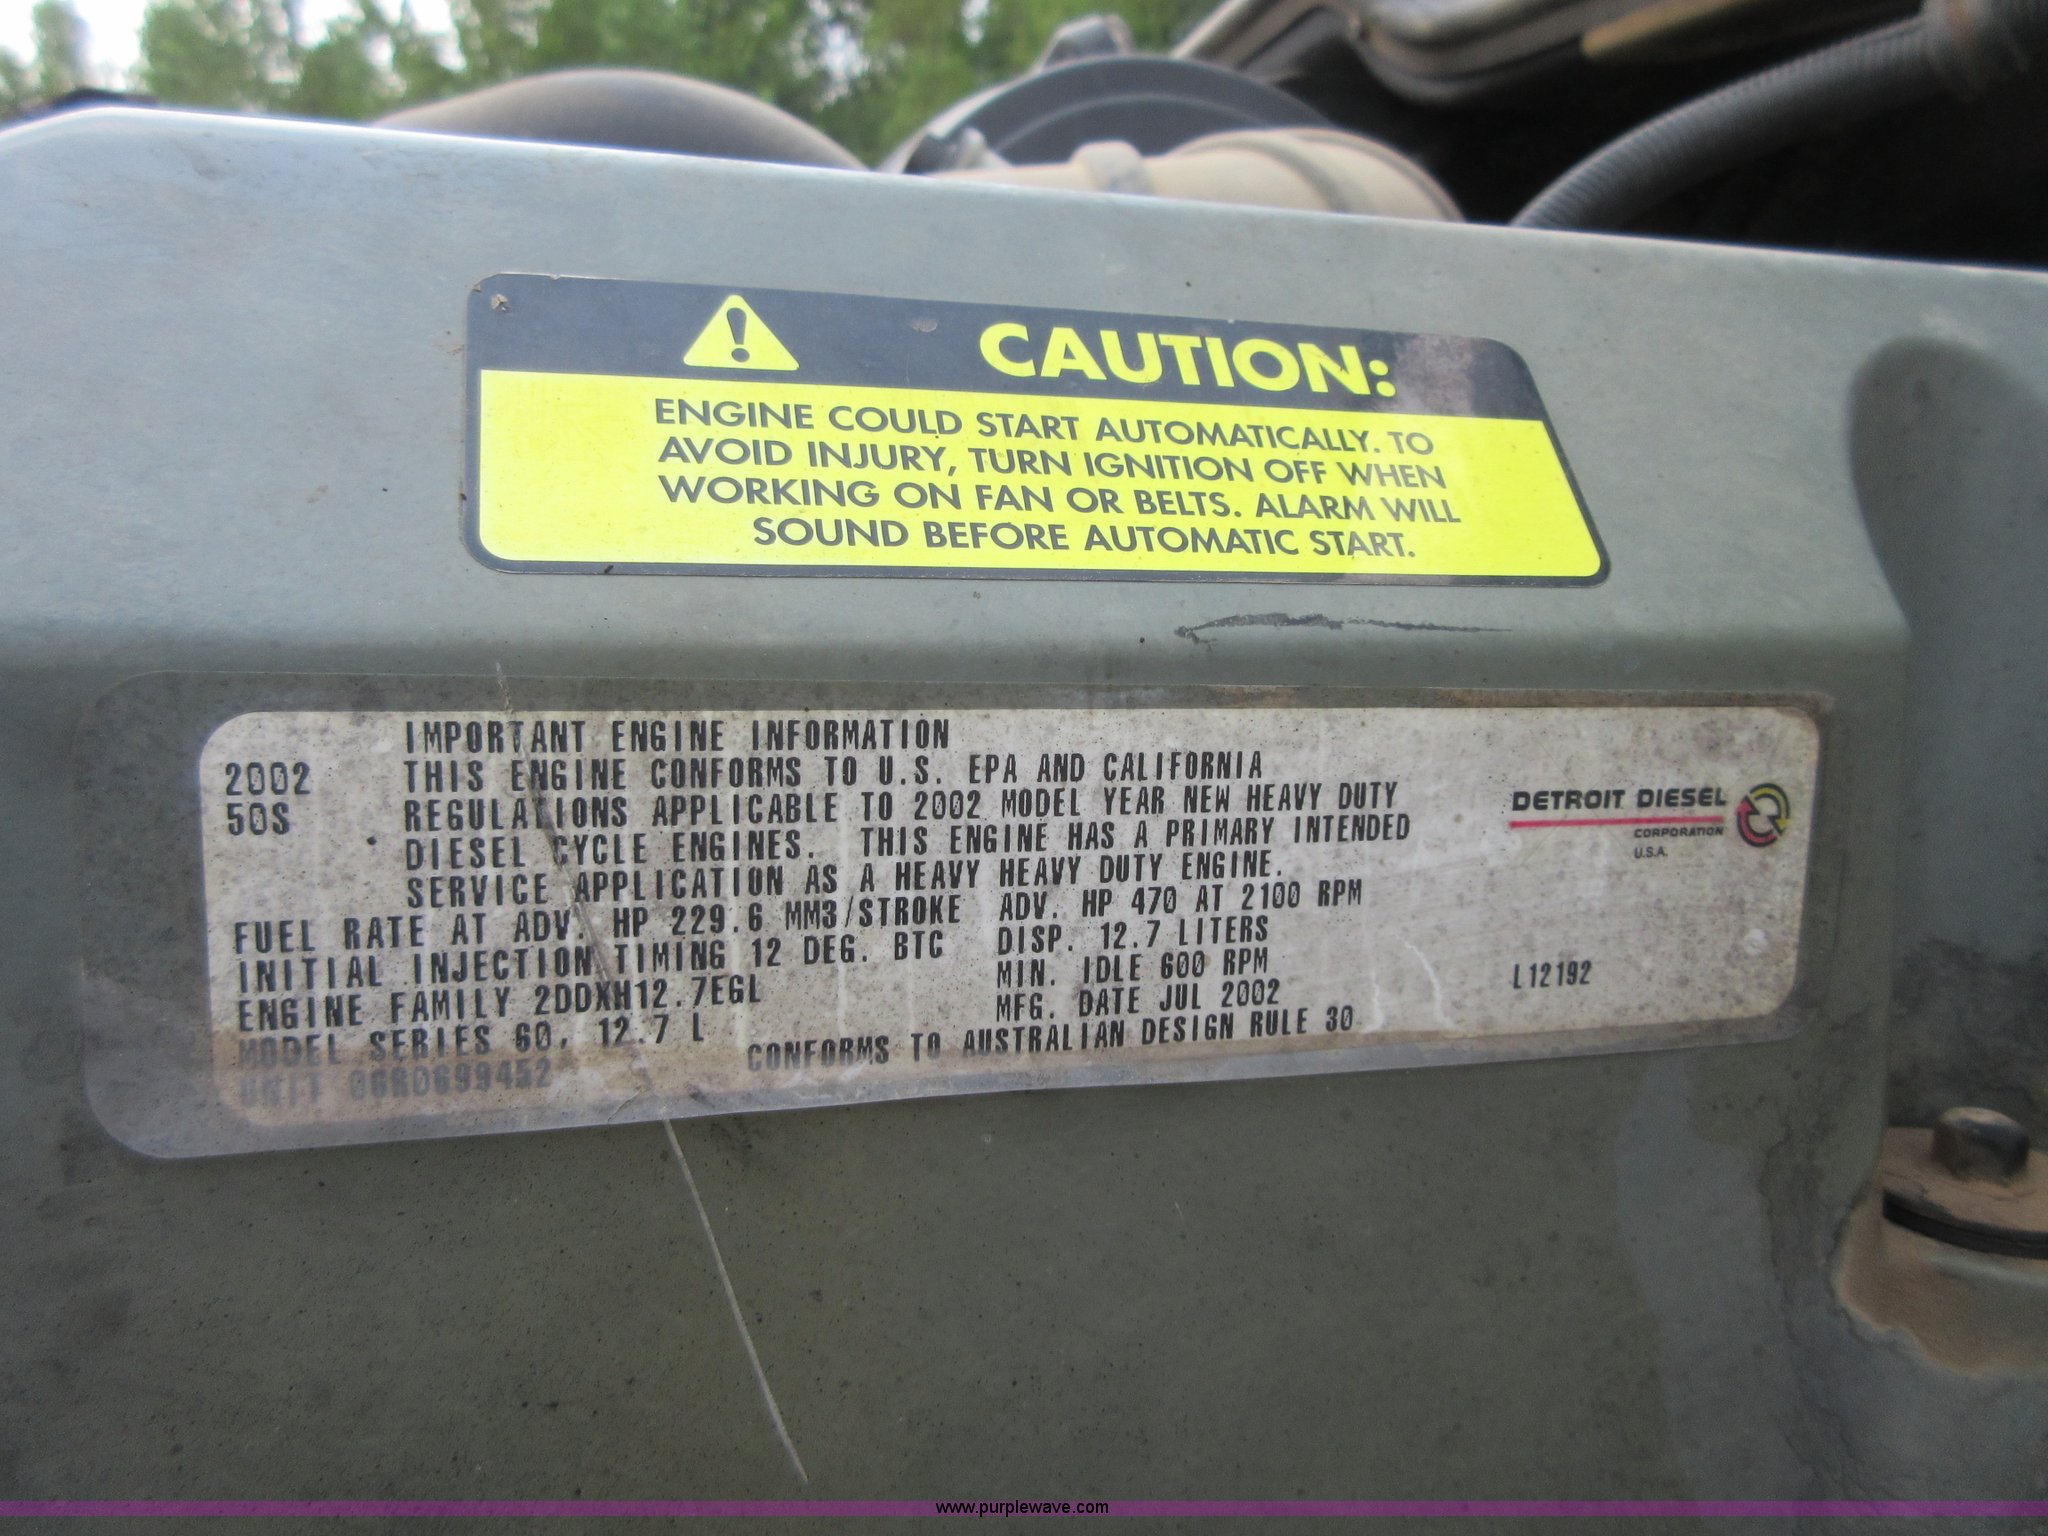 CAUTION:
ENGINE COULD START AUTOMATICALLY. TO
AVOID INJURY, TURN IGNITION OFF WHEN
WORKING ON FAN OR BELTS. ALARM WILL
SOUND BEFORE AUTOMATIC START.
IMPORTANT ENGINE INFORMATION
2002 THIS ENGINE CONFORMS TO U.S. EPA AND CALIFORNIA
50S REGULATIONS APPLICABLE TO 2002 MODEL YEAR NEW HEAVY DUTY
DIESEL CYCLE ENGINES. THIS ENGINE HAS A PRIMARY INTENDED
SERVICE APPLICATION AS A HEAVY HEAVY DUTY ENGINE.
FUEL RATE AT ADV. HP 229.6 MM3/STROKE ADV. HP 470 AT 2100 RPM
INITIAL INJECTION TIMING 12 DEG. BTC DISP. 12.7 LITERS
ENGINE FAMILY 2DDXH12.7EGL MIN. IDLE 600 RPM
MODEL SERIES 60, 12.7 L MFG. DATE JUL 2002
UNIT 06R0699452 CONFORMS TO AUSTRALIAN DESIGN RULE 30
DETROIT DIESEL
CORPORATION
U.S.A.
L12192
www.purplewave.com